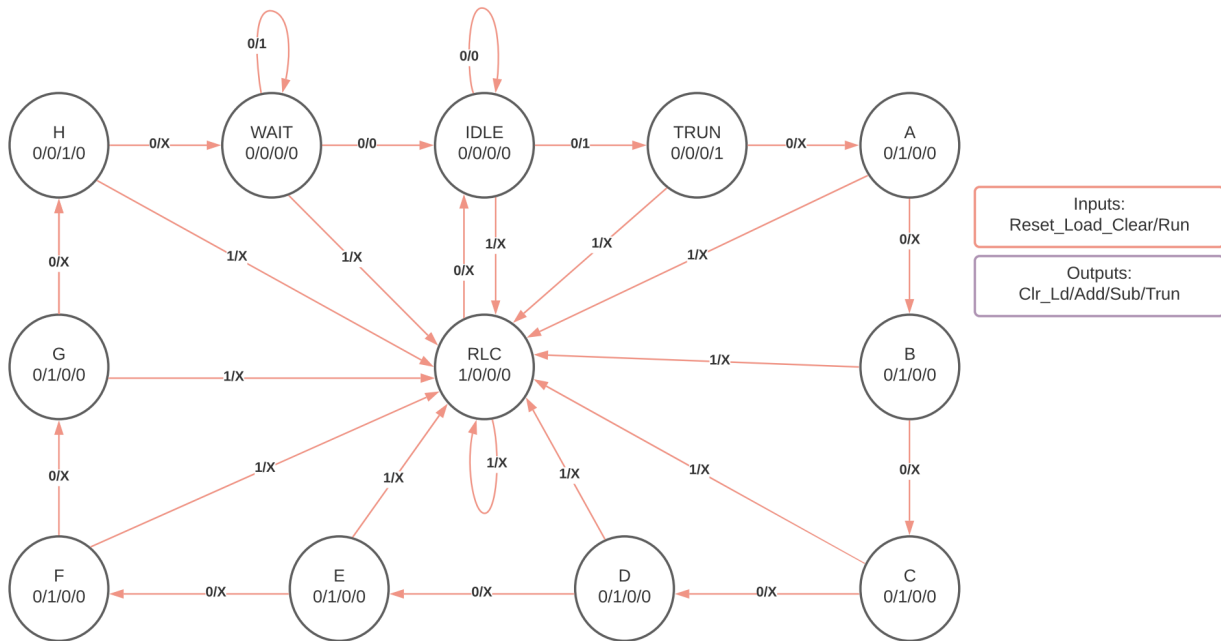 0/1
0/0
H
0/0/1/0
0/X
WAIT
0/0/0/0
0/0
IDLE
0/0/0/0
0/1
TRUN
0/0/0/1
0/X
A
0/1/0/0
Inputs:
Reset_Load_Clear/Run
Outputs:
Clr_Ld/Add/Sub/Trun
0/X
1/X
1/X
0/X
1/X
1/X
1/X
0/X
G
0/1/0/0
1/X
RLC
1/0/0/0
1/X
B
0/1/0/0
0/X
1/X
1/X
1/X
1/X
1/X
0/X
F
0/1/0/0
0/X
E
0/1/0/0
0/X
D
0/1/0/0
0/X
C
0/1/0/0